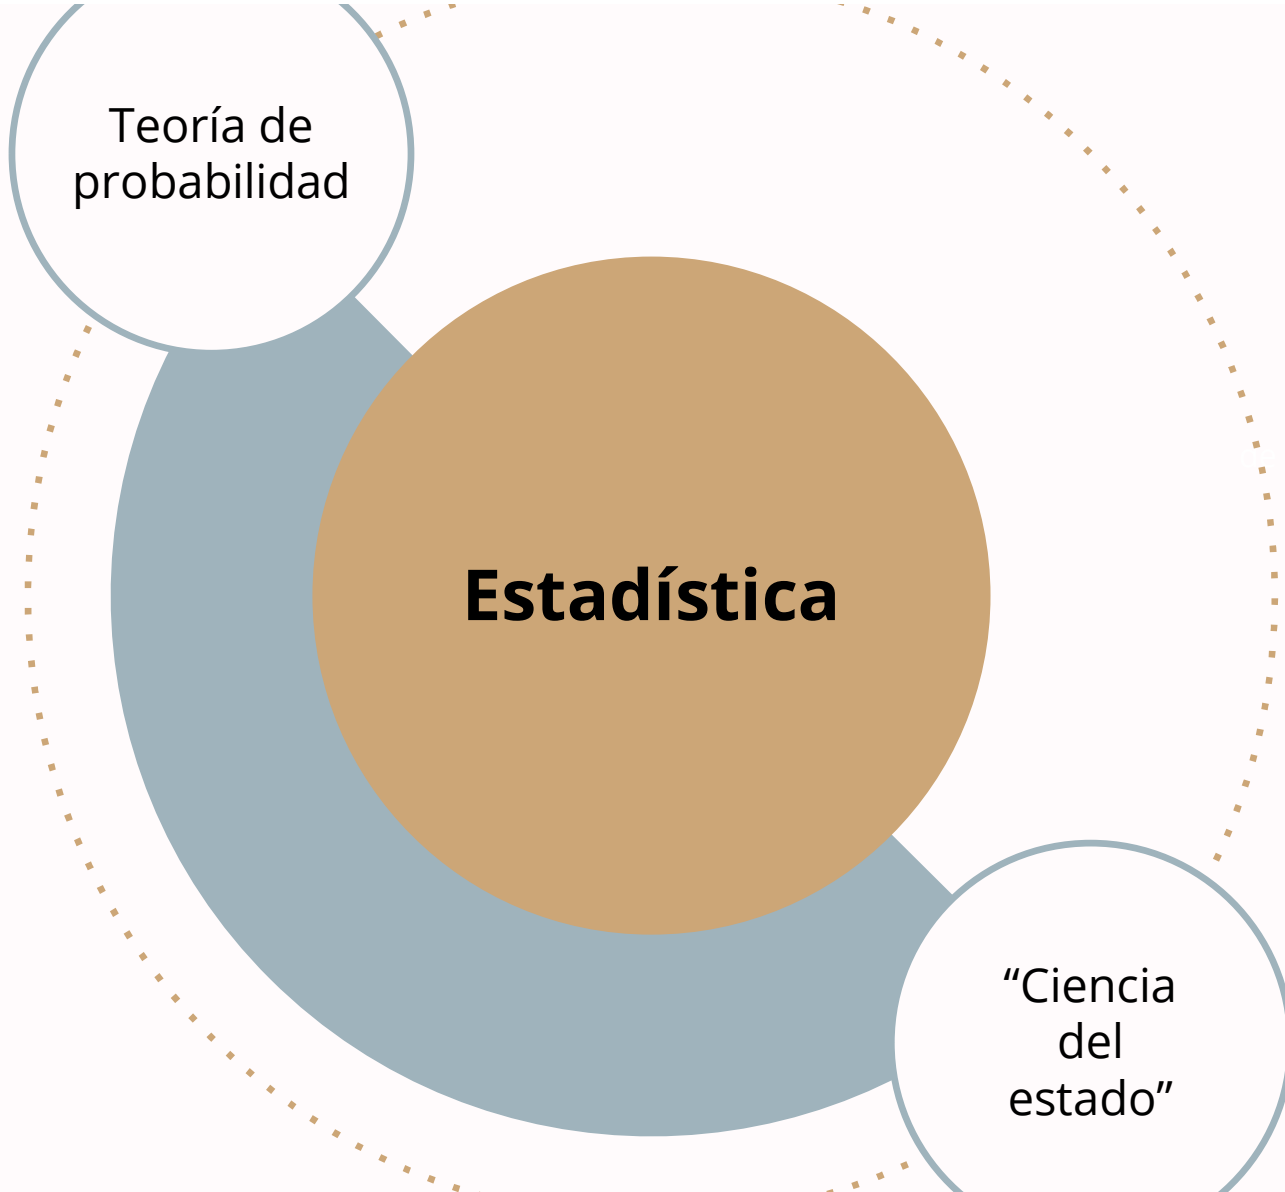 Teoría de
probabilidad
Estadística
“Ciencia
del
estado”